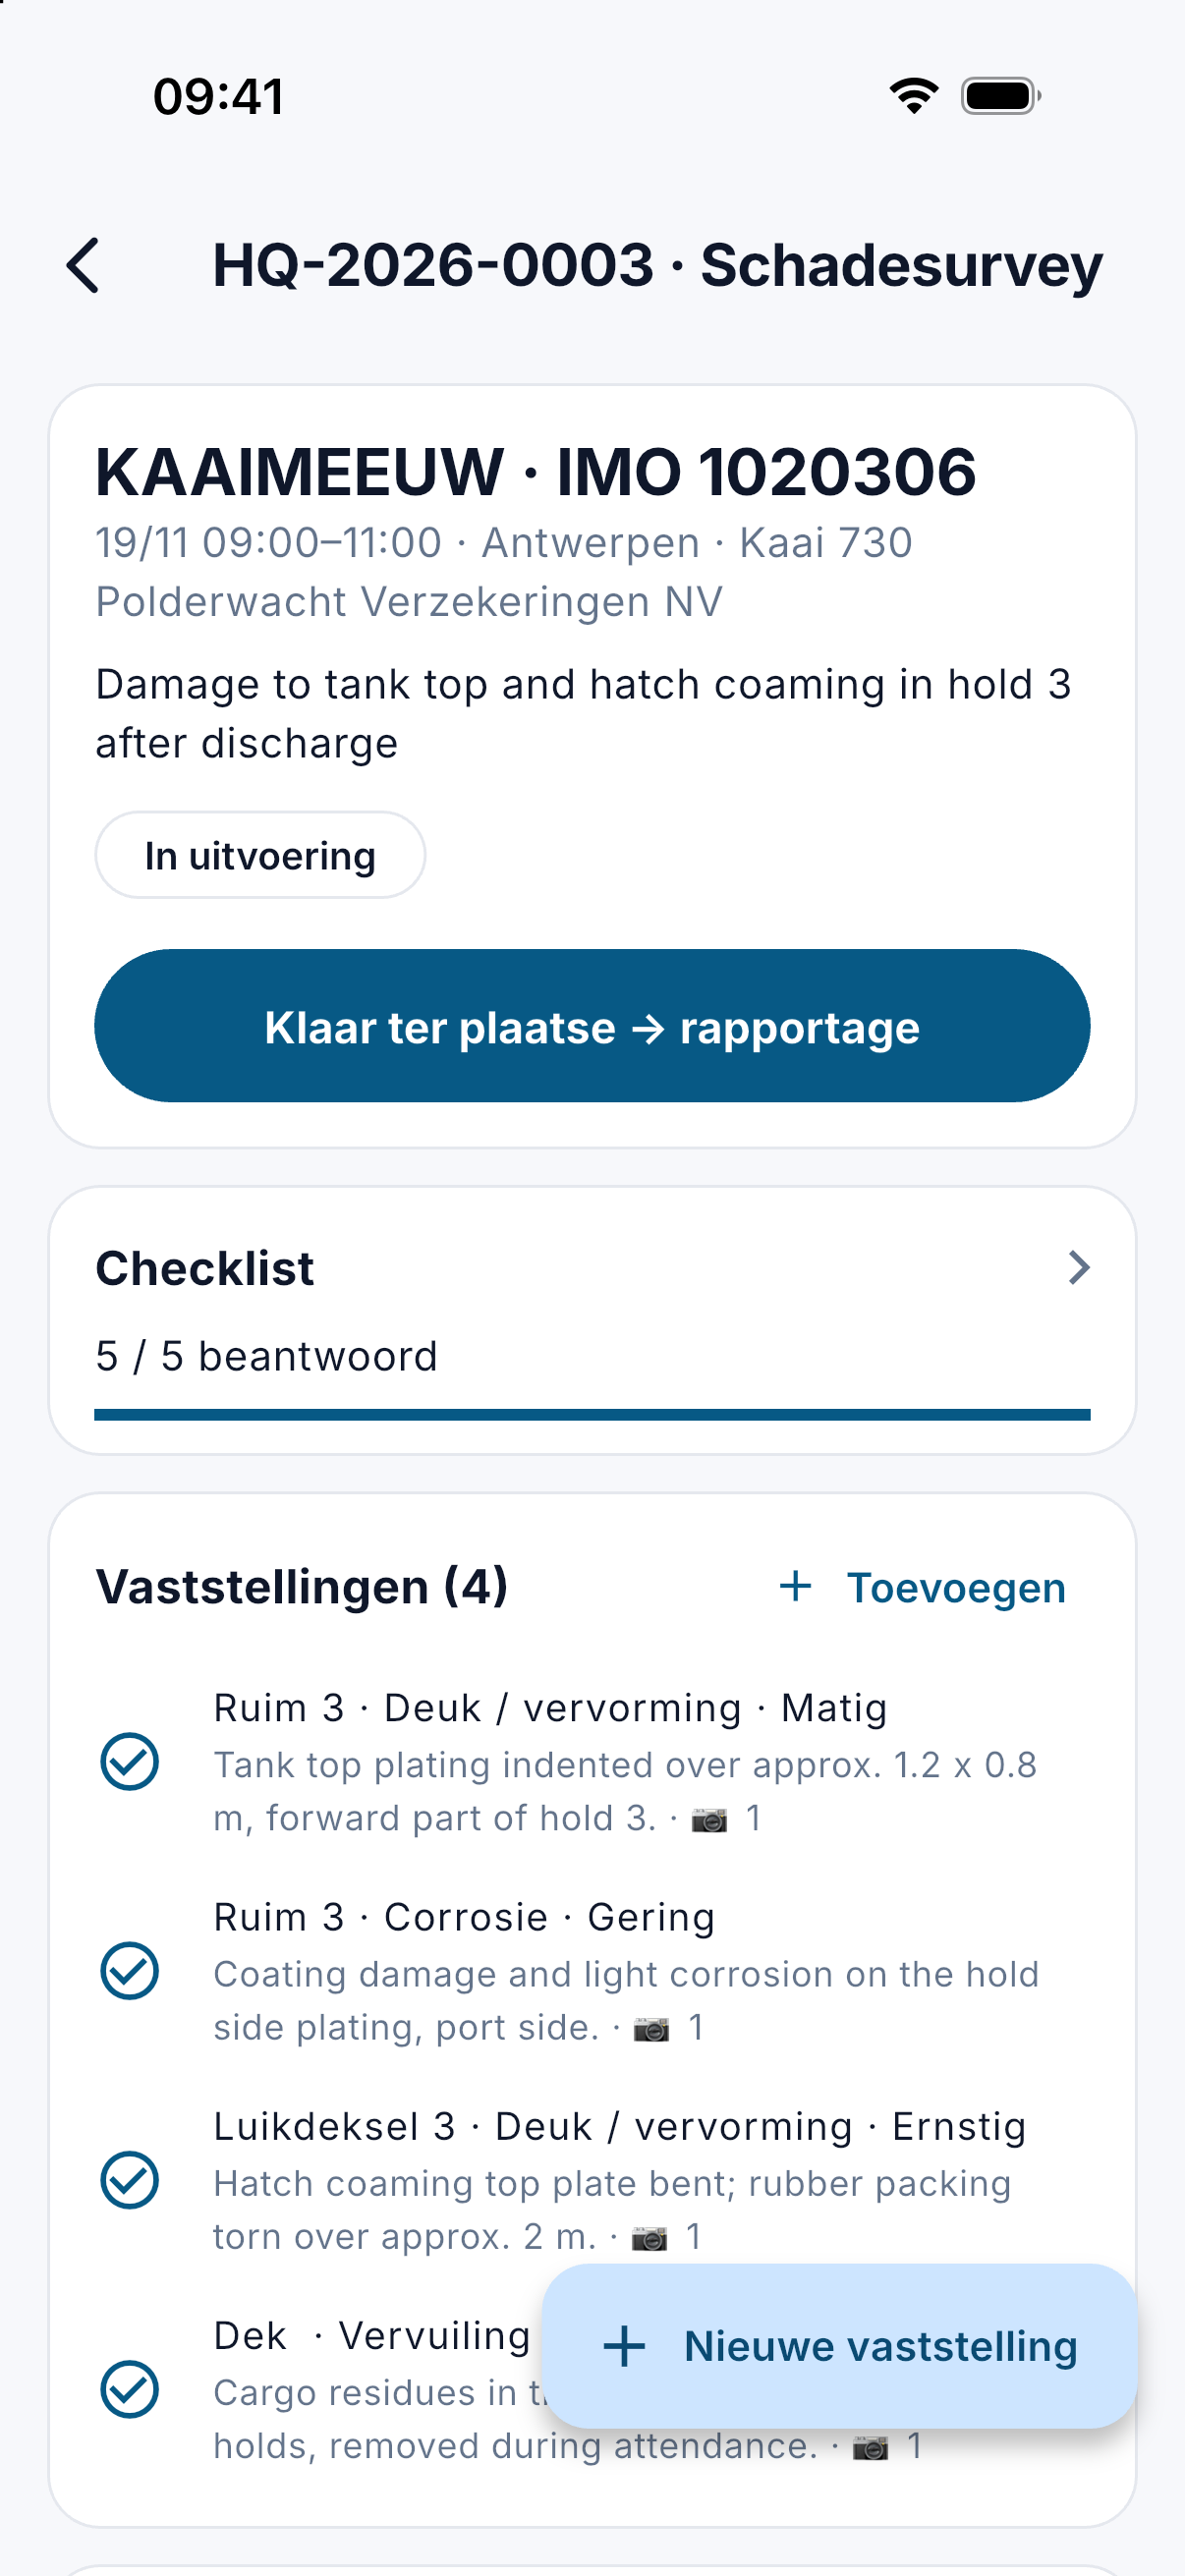 09:41
HQ-2026-0003 · Schadesurvey
KAAIMEEUW · IMO 1020306
19/11 09:00–11:00 · Antwerpen · Kaai 730
Polderwacht Verzekeringen NV
Damage to tank top and hatch coaming in hold 3
after discharge
In uitvoering
Klaar ter plaatse → rapportage
Checklist
5 / 5 beantwoord
Vaststellingen (4)
+ Toevoegen
Ruim 3 · Deuk / vervorming · Matig
Tank top plating indented over approx. 1.2 x 0.8
m, forward part of hold 3. · 📷 1
Ruim 3 · Corrosie · Gering
Coating damage and light corrosion on the hold
side plating, port side. · 📷 1
Luikdeksel 3 · Deuk / vervorming · Ernstig
Hatch coaming top plate bent; rubber packing
torn over approx. 2 m. · 📷 1
Dek · Vervuiling
Cargo residues in
holds, removed during attendance. · 📷 1
+ Nieuwe vaststelling